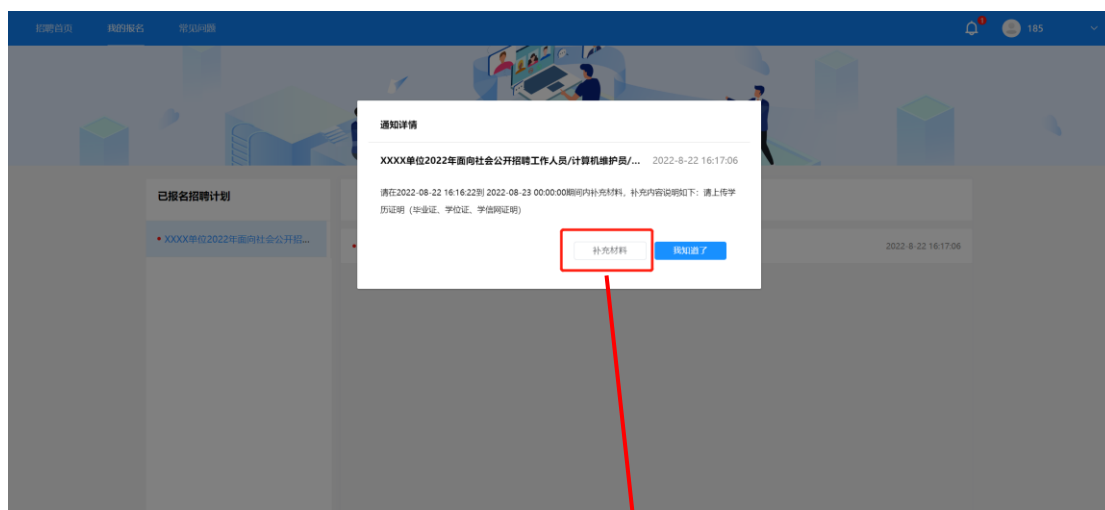 招聘首页 我的报名 常见问题 185
通知详情
XXXX单位2022年面向社会公开招聘工作人员/计算机维护员/... 2022-8-22 16:17:06
请在2022-08-22 16:16:22到 2022-08-23 00:00:00期间内补充材料，补充内容说明如下：请上传学
历证明（毕业证、学位证、学信网证明）
补充材料 我知道了
已报名招聘计划
• XXXX单位2022年面向社会公开招...
2022-8-22 16:17:06